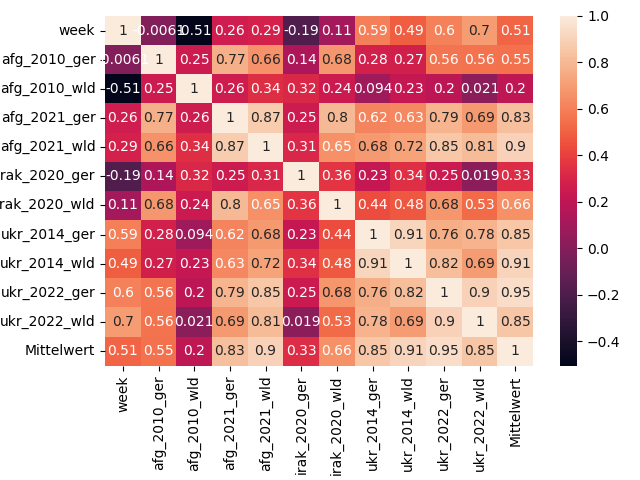 week 1 -0.0061 -0.51 0.26 0.29 -0.19 0.11 0.59 0.49 0.6 0.7 0.51
afg_2010_ger -0.0061 1 0.25 0.77 0.66 0.14 0.68 0.28 0.27 0.56 0.56 0.55
afg_2010_wld -0.51 0.25 1 0.26 0.34 0.32 0.24 0.094 0.23 0.2 0.021 0.2
afg_2021_ger 0.26 0.77 0.26 1 0.87 0.25 0.8 0.62 0.63 0.79 0.69 0.83
afg_2021_wld 0.29 0.66 0.34 0.87 1 0.31 0.65 0.68 0.72 0.85 0.81 0.9
rak_2020_ger -0.19 0.14 0.32 0.25 0.31 1 0.36 0.23 0.34 0.25 0.019 0.33
rak_2020_wld 0.11 0.68 0.24 0.8 0.65 0.36 1 0.44 0.48 0.68 0.53 0.66
ukr_2014_ger 0.59 0.28 0.094 0.62 0.68 0.23 0.44 1 0.91 0.76 0.78 0.85
ukr_2014_wld 0.49 0.27 0.23 0.63 0.72 0.34 0.48 0.91 1 0.82 0.69 0.91
ukr_2022_ger 0.6 0.56 0.2 0.79 0.85 0.25 0.68 0.76 0.82 1 0.9 0.95
ukr_2022_wld 0.7 0.56 0.021 0.69 0.81 0.019 0.53 0.78 0.69 0.9 1 0.85
Mittelwert 0.51 0.55 0.2 0.83 0.9 0.33 0.66 0.85 0.91 0.95 0.85 1
week
afg_2010_ger
afg_2010_wld
afg_2021_ger
afg_2021_wld
irak_2020_ger
irak_2020_wld
ukr_2014_ger
ukr_2014_wld
ukr_2022_ger
ukr_2022_wld
Mittelwert
1.0
0.8
0.6
0.4
0.2
0.0
−0.2
−0.4